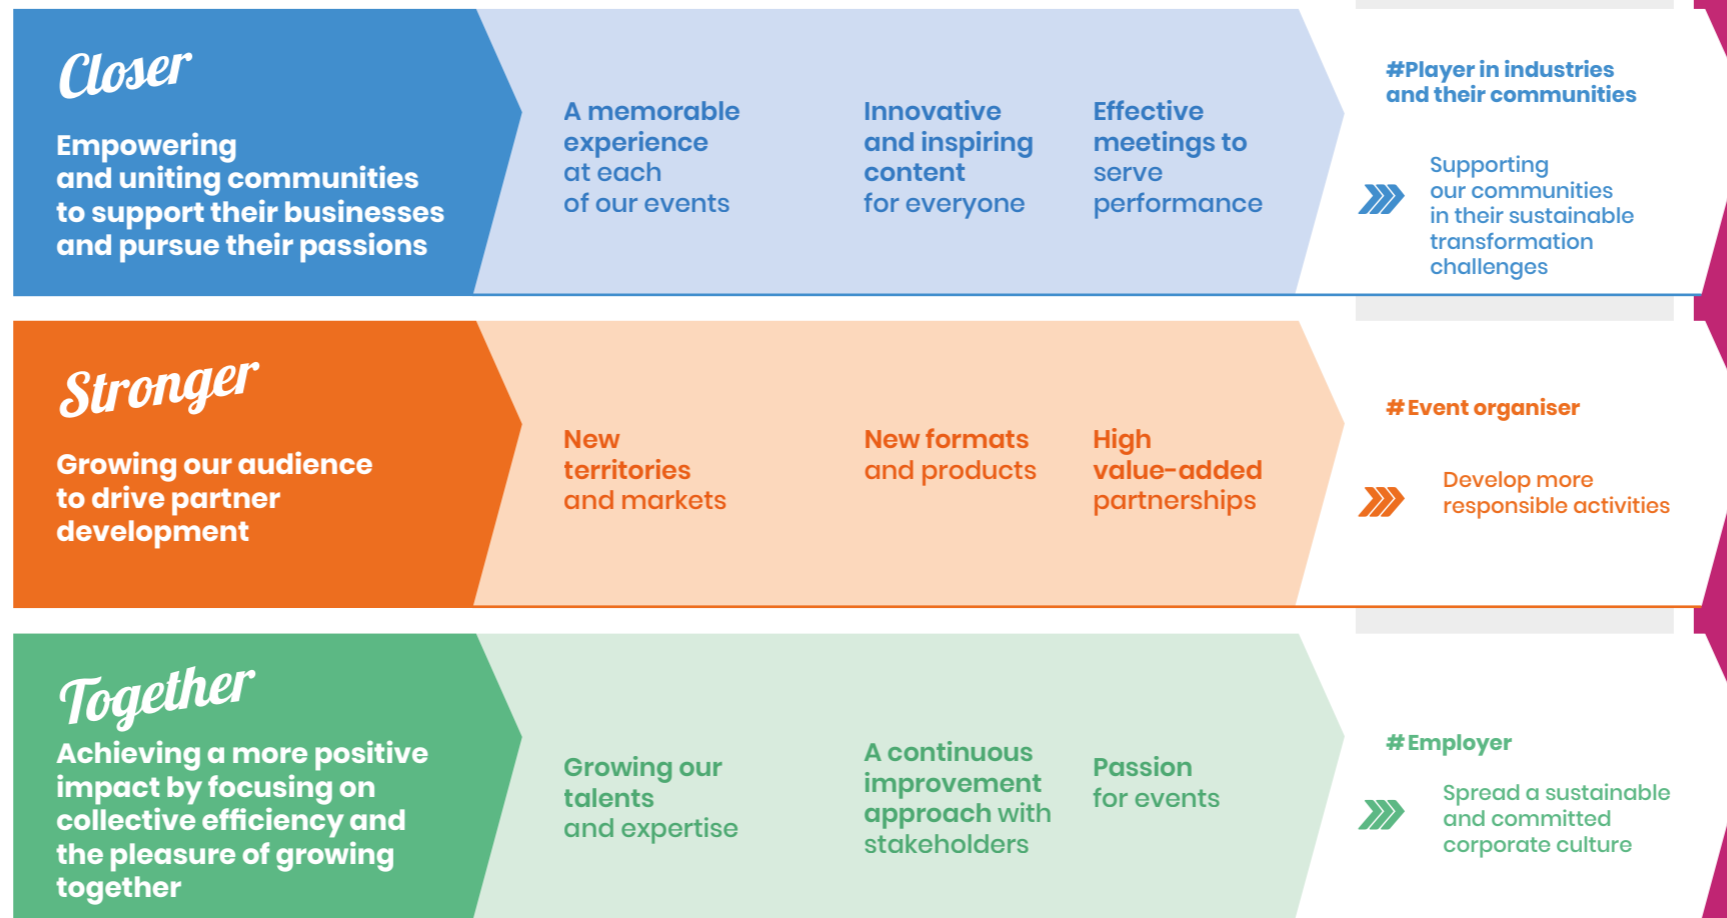 Closer
Empowering
and uniting communities
to support their businesses
and pursue their passions
A memorable
experience
at each
of our events
Innovative
and inspiring
content
for everyone
Effective
meetings to
serve
performance
#Player in industries
and their communities
Supporting
our communities
in their sustainable
transformation
challenges
Stronger
Growing our audience
to drive partner
development
New
territories
and markets
New formats
and products
High
value-added
partnerships
# Event organiser
Develop more
responsible activities
Together
Achieving a more positive
impact by focusing on
collective efficiency and
the pleasure of growing
together
Growing our
talents
and expertise
A continuous
improvement
approach with
stakeholders
Passion
for events
# Employer
Spread a sustainable
and committed
corporate culture